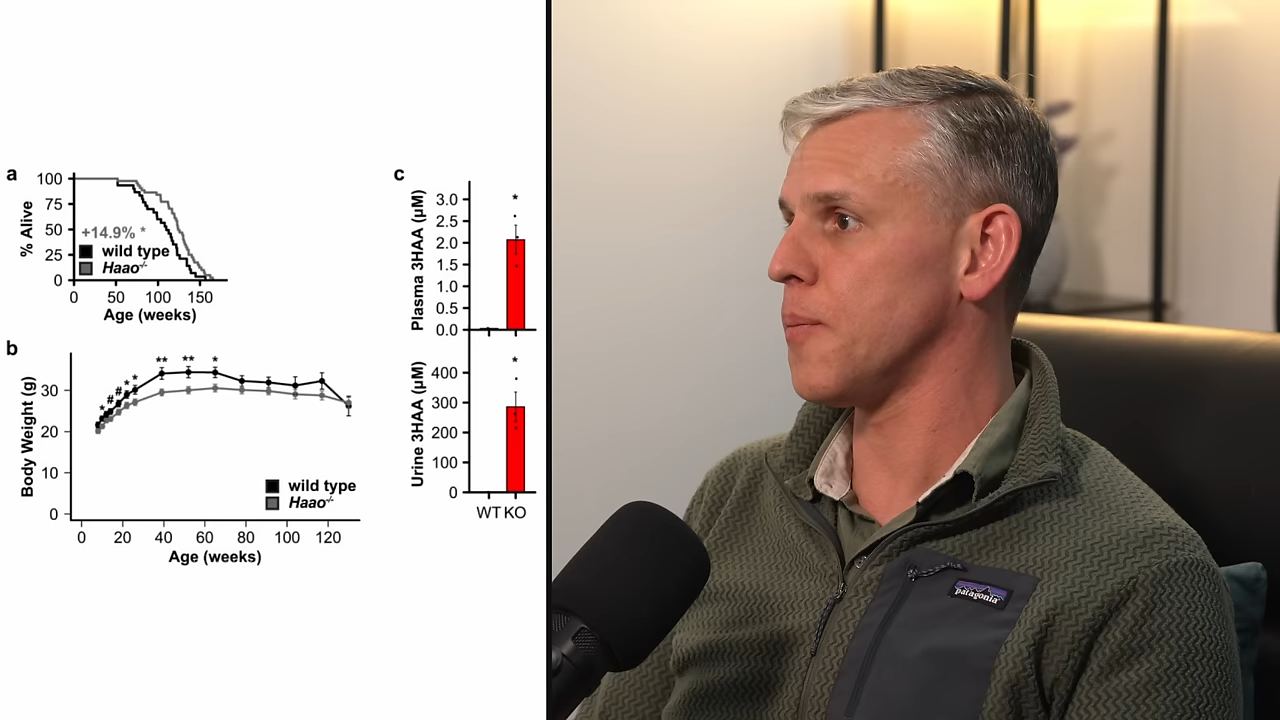 a
% Alive
100
75
50
25
0
+14.9% *
wild type
Haao-/-
0 50 100 150
Age (weeks)
b
Body Weight (g)
30
20
10
0
* # # * * ** ** *
wild type
Haao-/-
0 20 40 60 80 100 120
Age (weeks)
c
Plasma 3HAA (μM)
3.0
2.5
2.0
1.5
1.0
0.5
0.0
*
Urine 3HAA (μM)
400
300
200
100
0
*
WT KO
patagonia